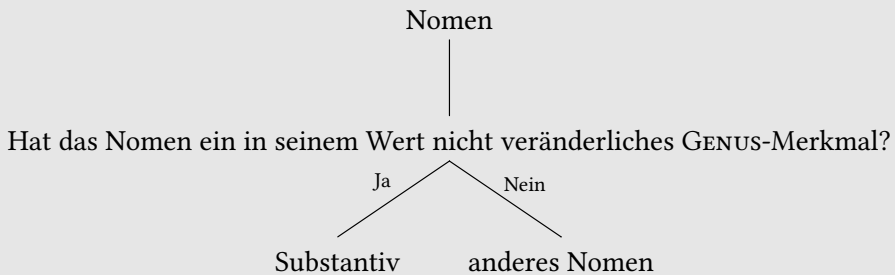 Nomen
Hat das Nomen ein in seinem Wert nicht veränderliches Genus-Merkmal?
Ja Nein
Substantiv anderes Nomen